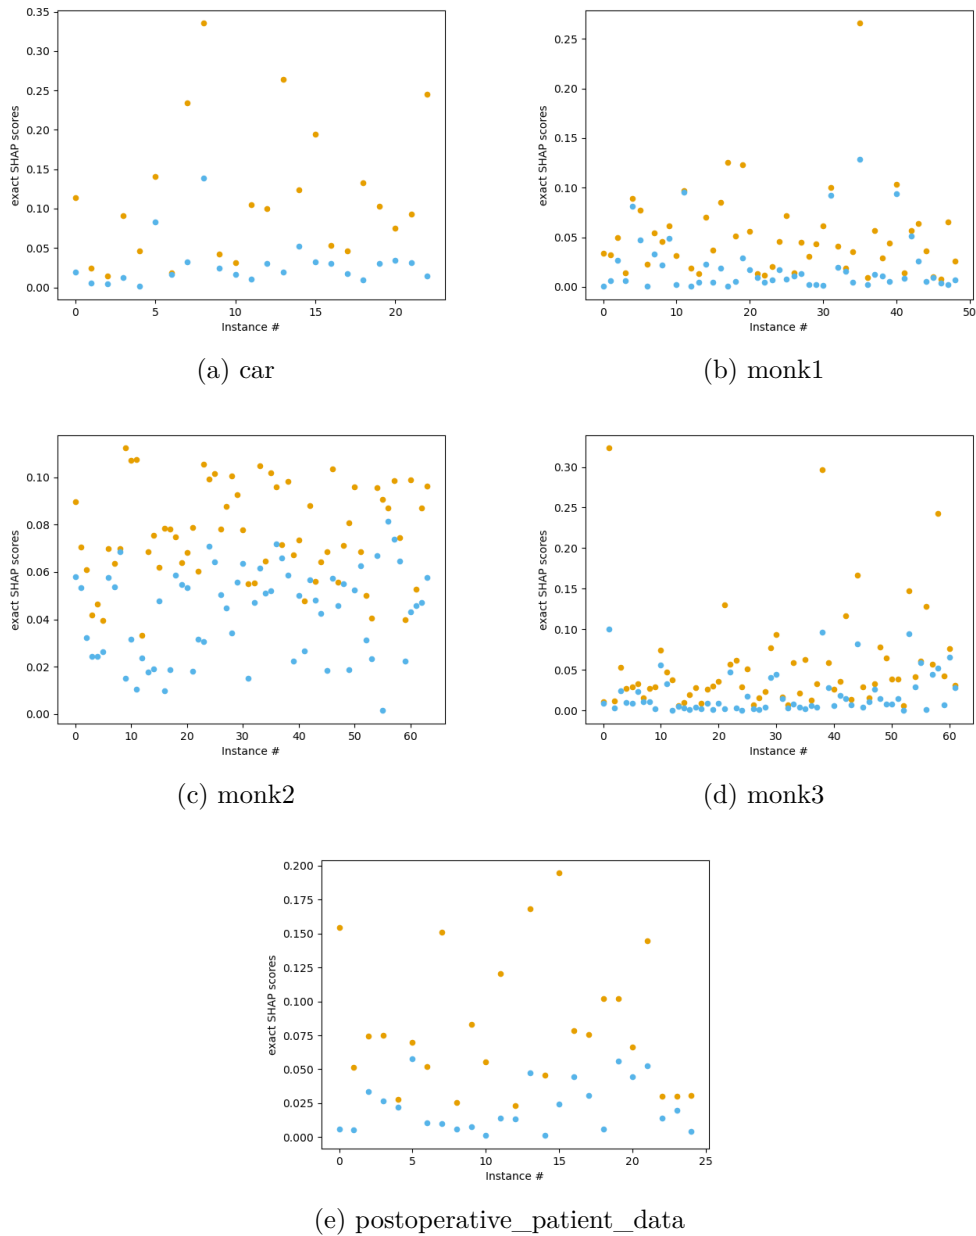 0.35
0.30
0.25
0.20
0.15
0.10
0.05
0.00
exact SHAP scores
0 5 10 15 20
Instance #
(a) car
0.25
0.20
0.15
0.10
0.05
0.00
exact SHAP scores
0 10 20 30 40 50
Instance #
(b) monk1
0.10
0.08
0.06
0.04
0.02
0.00
exact SHAP scores
0 10 20 30 40 50 60
Instance #
(c) monk2
0.30
0.25
0.20
0.15
0.10
0.05
0.00
exact SHAP scores
0 10 20 30 40 50 60
Instance #
(d) monk3
0.200
0.175
0.150
0.125
0.100
0.075
0.050
0.025
0.000
exact SHAP scores
0 5 10 15 20 25
Instance #
(e) postoperative_patient_data